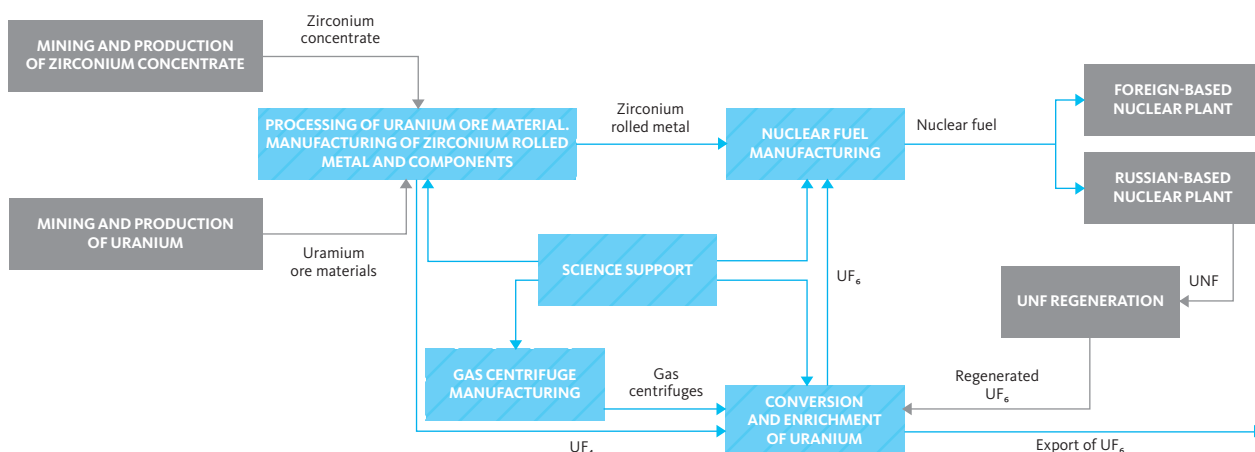 Zirconium
concentrate
MINING AND PRODUCTION
OF ZIRCONIUM CONCENTRATE
PROCESSING OF URANIUM ORE MATERIAL.
MANUFACTURING OF ZIRCONIUM ROLLED
METAL AND COMPONENTS
Zirconium
rolled metal
NUCLEAR FUEL
MANUFACTURING
Nuclear fuel
FOREIGN-BASED
NUCLEAR PLANT
RUSSIAN-BASED
NUCLEAR PLANT
MINING AND PRODUCTION
OF URANIUM
Uramium
ore materials
SCIENCE SUPPORT
UF₆
UNF
UNF REGENERATION
GAS CENTRIFUGE
MANUFACTURING
Gas
centrifuges
CONVERSION
AND ENRICHMENT
OF URANIUM
Regenerated
UF₆
UF₄
Export of UF₆